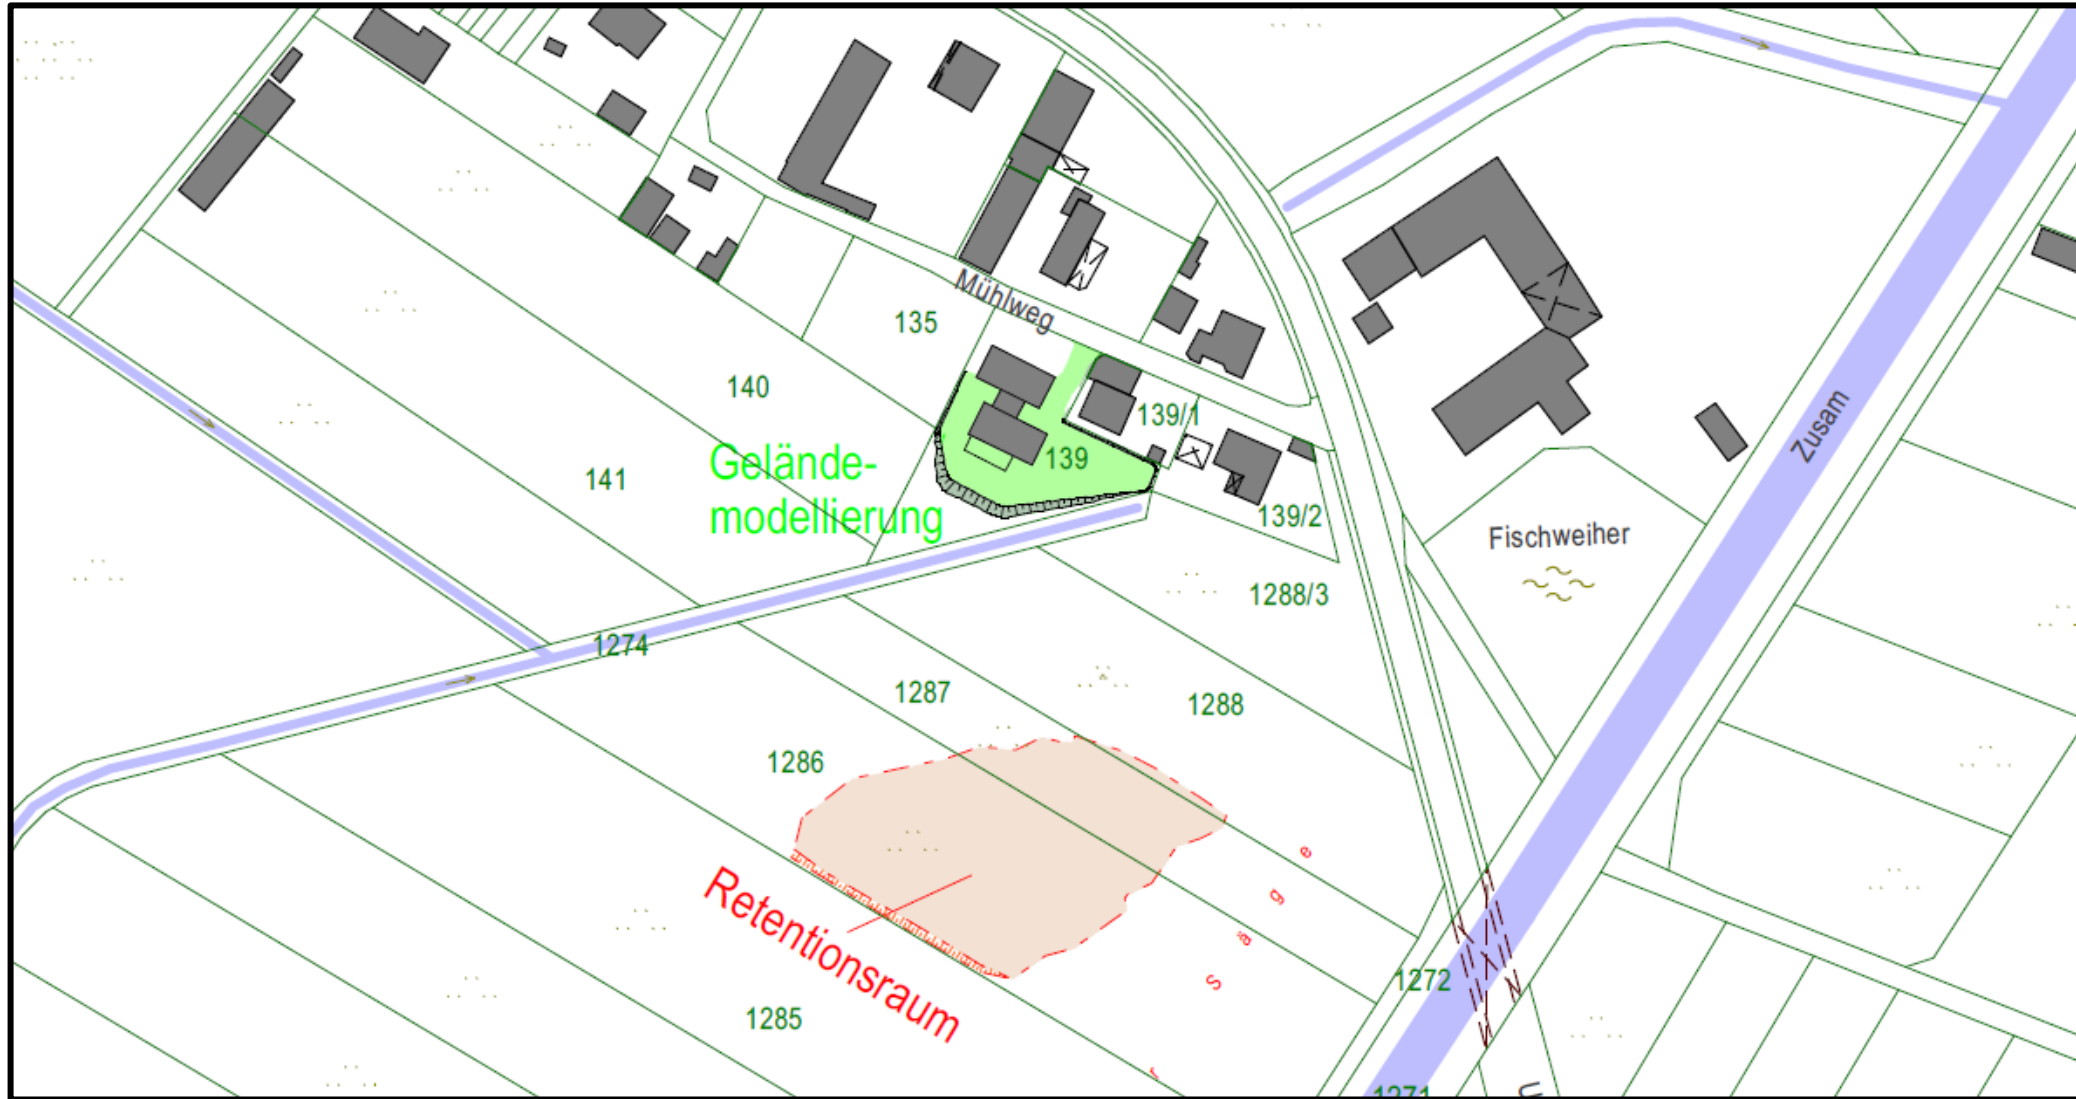 Mühlweg
135
140
139/1
Zusam
139
Gelände-
modellierung
141
139/2
Fischweiher
1288/3
1274
1287
1288
1286
Retentionsraum
e
g
ä
S
1272
1285
r
U
1271